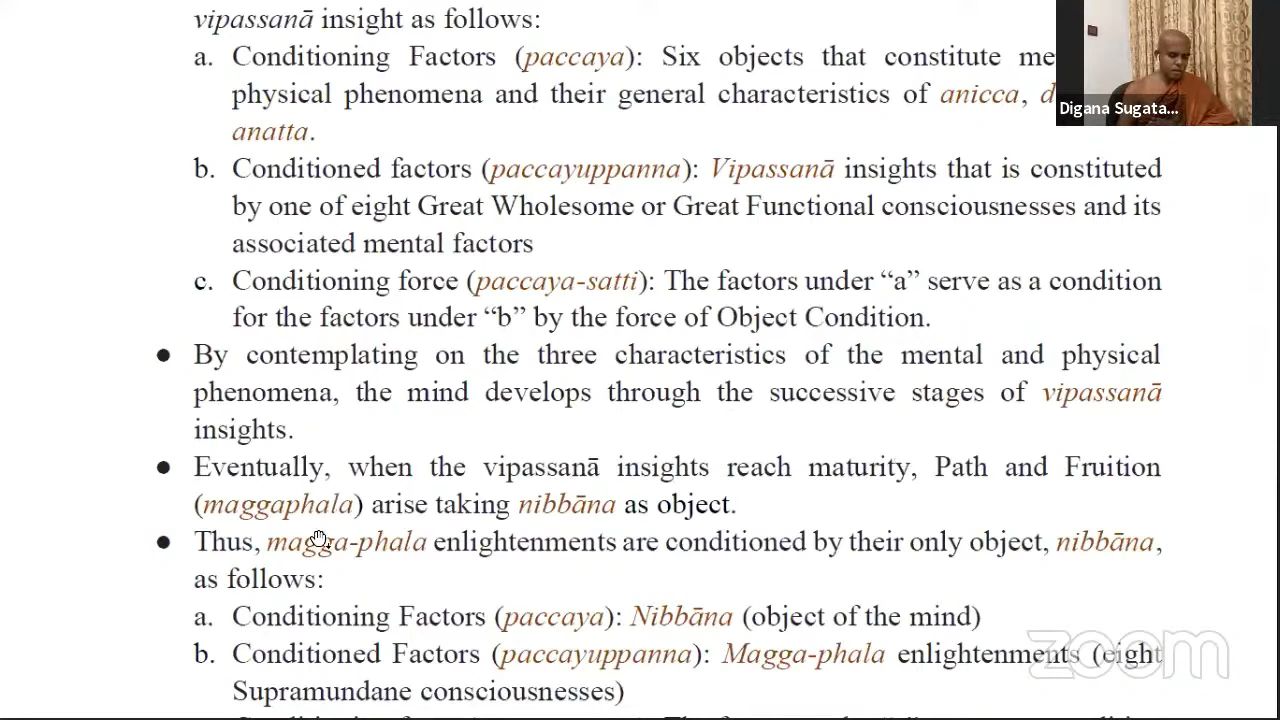 vipassanā insight as follows:
a. Conditioning Factors (paccaya): Six objects that constitute
physical phenomena and their general characteristics of anicca,
anatta.
b. Conditioned factors (paccayuppanna): Vipassanā insights that is constituted
by one of eight Great Wholesome or Great Functional consciousnesses and its
associated mental factors
c. Conditioning force (paccaya-satti): The factors under “a” serve as a condition
for the factors under “b” by the force of Object Condition.
● By contemplating on the three characteristics of the mental and physical
phenomena, the mind develops through the successive stages of vipassanā
insights.
● Eventually, when the vipassanā insights reach maturity, Path and Fruition
(maggaphala) arise taking nibbāna as object.
● Thus, magga-phala enlightenments are conditioned by their only object, nibbāna,
as follows:
a. Conditioning Factors (paccaya): Nibbāna (object of the mind)
b. Conditioned Factors (paccayuppanna): Magga-phala enlightenments (eight
Supramundane consciousnesses)
Digana Sugata...
zoom